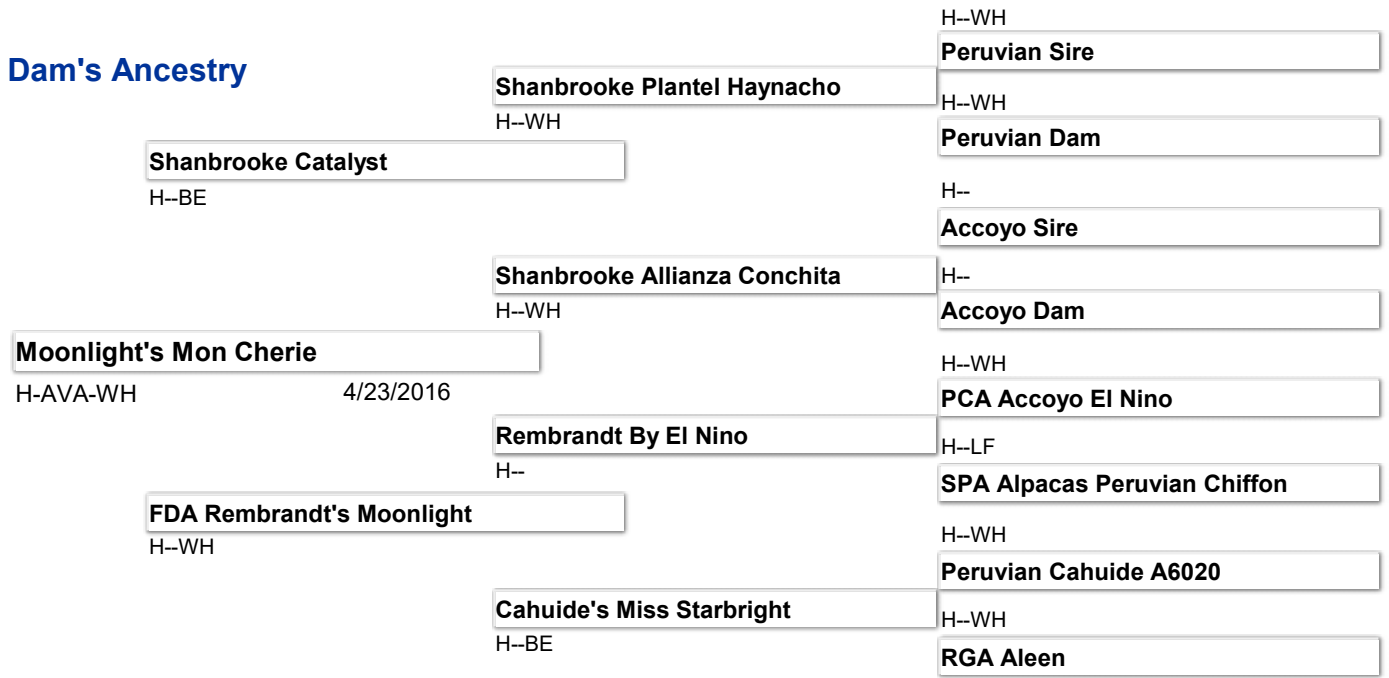 H--WH
Peruvian Sire
Dam's Ancestry
Shanbrooke Plantel Haynacho
H--WH
H--WH
Peruvian Dam
Shanbrooke Catalyst
H--BE
H--
Accoyo Sire
Shanbrooke Allianza Conchita
H--WH
H--
Accoyo Dam
Moonlight's Mon Cherie
H-AVA-WH 4/23/2016
H--WH
PCA Accoyo El Nino
Rembrandt By El Nino
H--
H--LF
SPA Alpacas Peruvian Chiffon
FDA Rembrandt's Moonlight
H--WH
H--WH
Peruvian Cahuide A6020
Cahuide's Miss Starbright
H--BE
H--WH
RGA Aleen